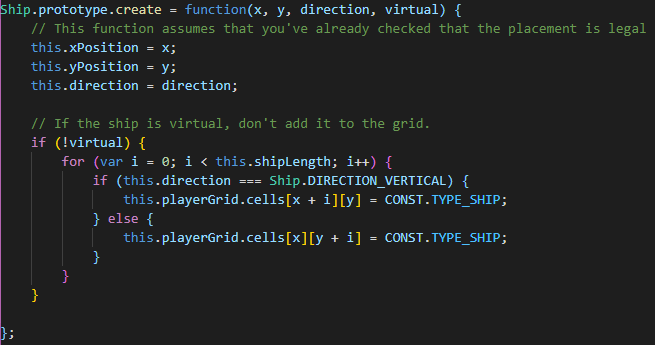 Ship.prototype.create = function(x, y, direction, virtual) {
    // This function assumes that you've already checked that the placement is legal
    this.xPosition = x;
    this.yPosition = y;
    this.direction = direction;

    // If the ship is virtual, don't add it to the grid.
    if (!virtual) {
        for (var i = 0; i < this.shipLength; i++) {
            if (this.direction === Ship.DIRECTION_VERTICAL) {
                this.playerGrid.cells[x + i][y] = CONST.TYPE_SHIP;
            } else {
                this.playerGrid.cells[x][y + i] = CONST.TYPE_SHIP;
            }
        }
    }

};